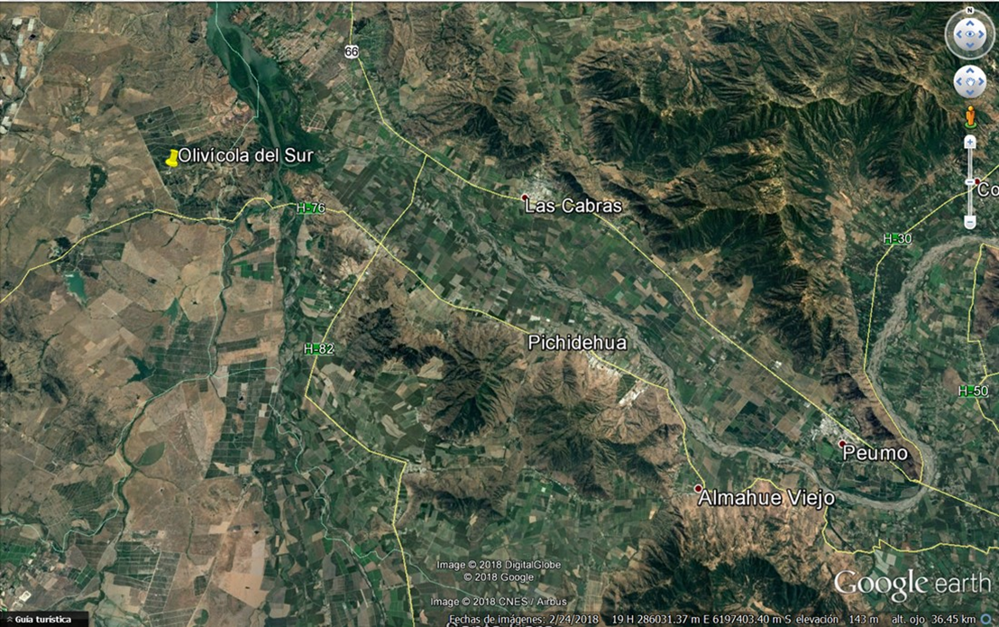 66
Olivícola del Sur
H-76
Las Cabras
Co
H-30
H-82
Pichidehua
H-50
Peumo
Almahue Viejo
Image © 2018 DigitalGlobe
© 2018 Google
Image © 2018 CNES / Airbus
Google earth
Guía turística
Fechas de imágenes: 2/24/2018 19 H 286031.37 m E 6197403.40 m S elevación 143 m alt. ojo 36.45 km
N